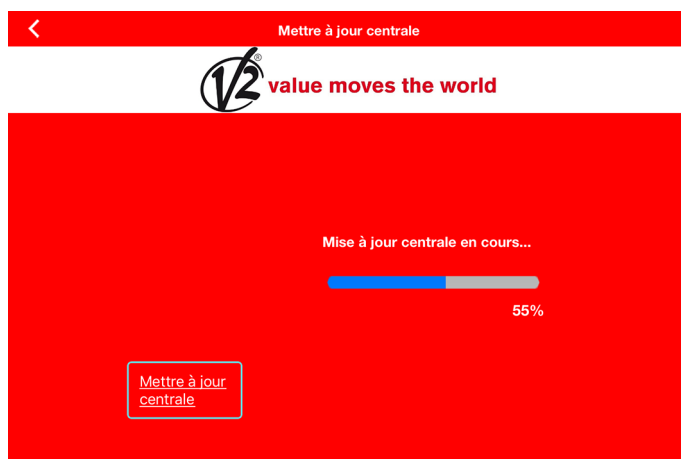 Mettre à jour centrale
V2® value moves the world
Mise à jour centrale en cours...
55%
Mettre à jour
centrale